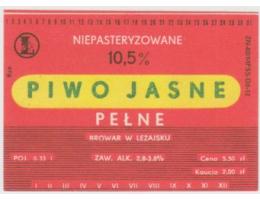 NIEPASTERYZOWANE
10,5%
PIWO JASNE
PEŁNE
BROWAR W LEŻAJSKU
POJ. 0.33 l ZAW. ALK. 2,8-3,8% Cena 5,50 zł
Kaucja 2,00 zł
I II III IV V VI VII VIII IX X XI XII